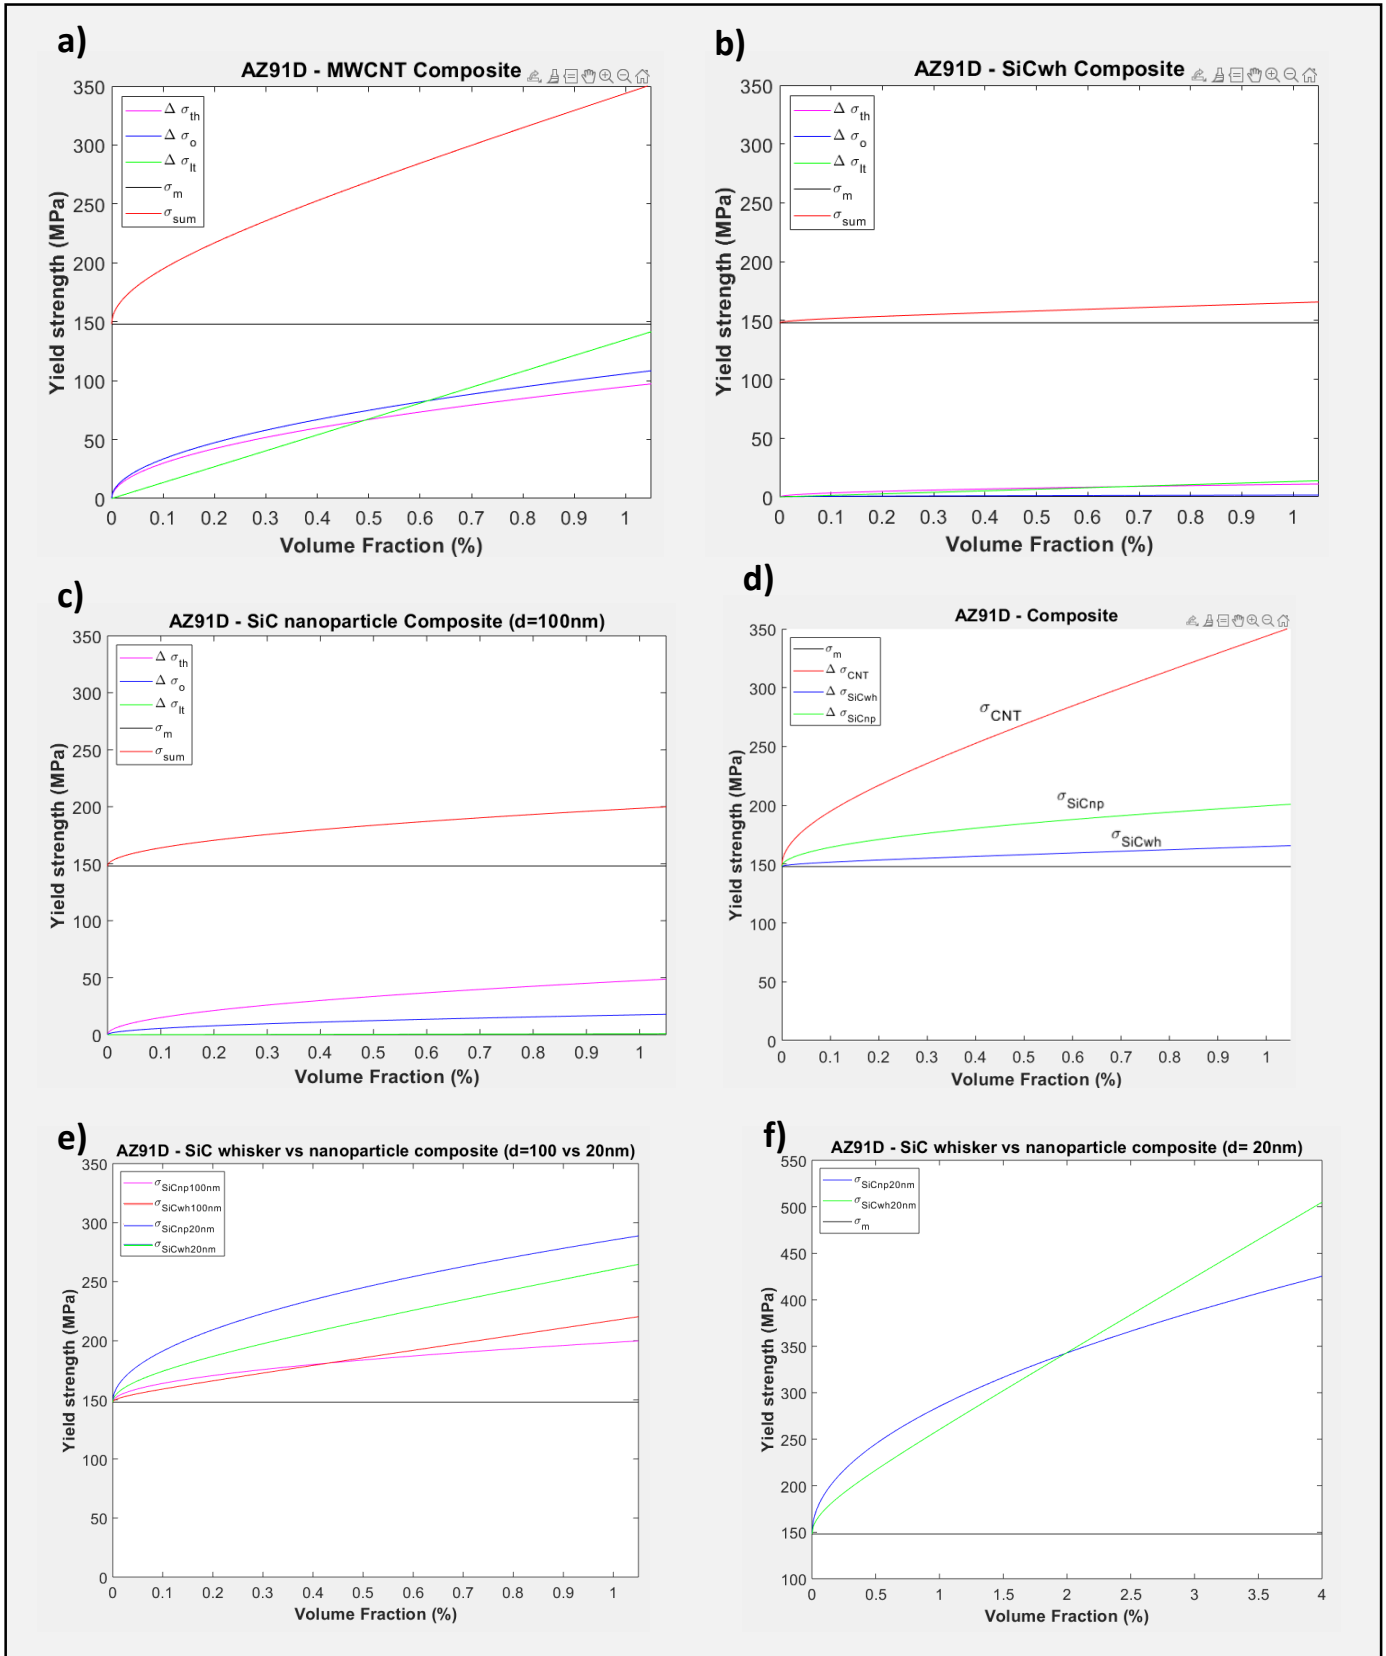 a)
AZ91D - MWCNT Composite
350
300
250
200
150
100
50
0
Δ σth
Δ σo
Δ σlt
σm
σsum
Yield strength (MPa)
0 0.1 0.2 0.3 0.4 0.5 0.6 0.7 0.8 0.9 1
Volume Fraction (%)
b)
AZ91D - SiCwh Composite
350
300
250
200
150
100
50
0
Δ σth
Δ σo
Δ σlt
σm
σsum
Yield strength (MPa)
0 0.1 0.2 0.3 0.4 0.5 0.6 0.7 0.8 0.9 1
Volume Fraction (%)
c)
AZ91D - SiC nanoparticle Composite (d=100nm)
350
300
250
200
150
100
50
0
Δ σth
Δ σo
Δ σlt
σm
σsum
Yield strength (MPa)
0 0.1 0.2 0.3 0.4 0.5 0.6 0.7 0.8 0.9 1
Volume Fraction (%)
d)
AZ91D - Composite
350
300
250
200
150
100
50
0
σm
Δ σCNT
Δ σSiCwh
Δ σSiCnp
σCNT
σSiCnp
σSiCwh
Yield strength (MPa)
0 0.1 0.2 0.3 0.4 0.5 0.6 0.7 0.8 0.9 1
Volume Fraction (%)
e)
AZ91D - SiC whisker vs nanoparticle composite (d=100 vs 20nm)
350
300
250
200
150
100
50
0
σSiCnp100nm
σSiCwh100nm
σSiCnp20nm
σSiCwh20nm
Yield strength (MPa)
0 0.1 0.2 0.3 0.4 0.5 0.6 0.7 0.8 0.9 1
Volume Fraction (%)
f)
AZ91D - SiC whisker vs nanoparticle composite (d= 20nm)
550
500
450
400
350
300
250
200
150
100
σSiCnp20nm
σSiCwh20nm
σm
Yield strength (MPa)
0 0.5 1 1.5 2 2.5 3 3.5 4
Volume Fraction (%)